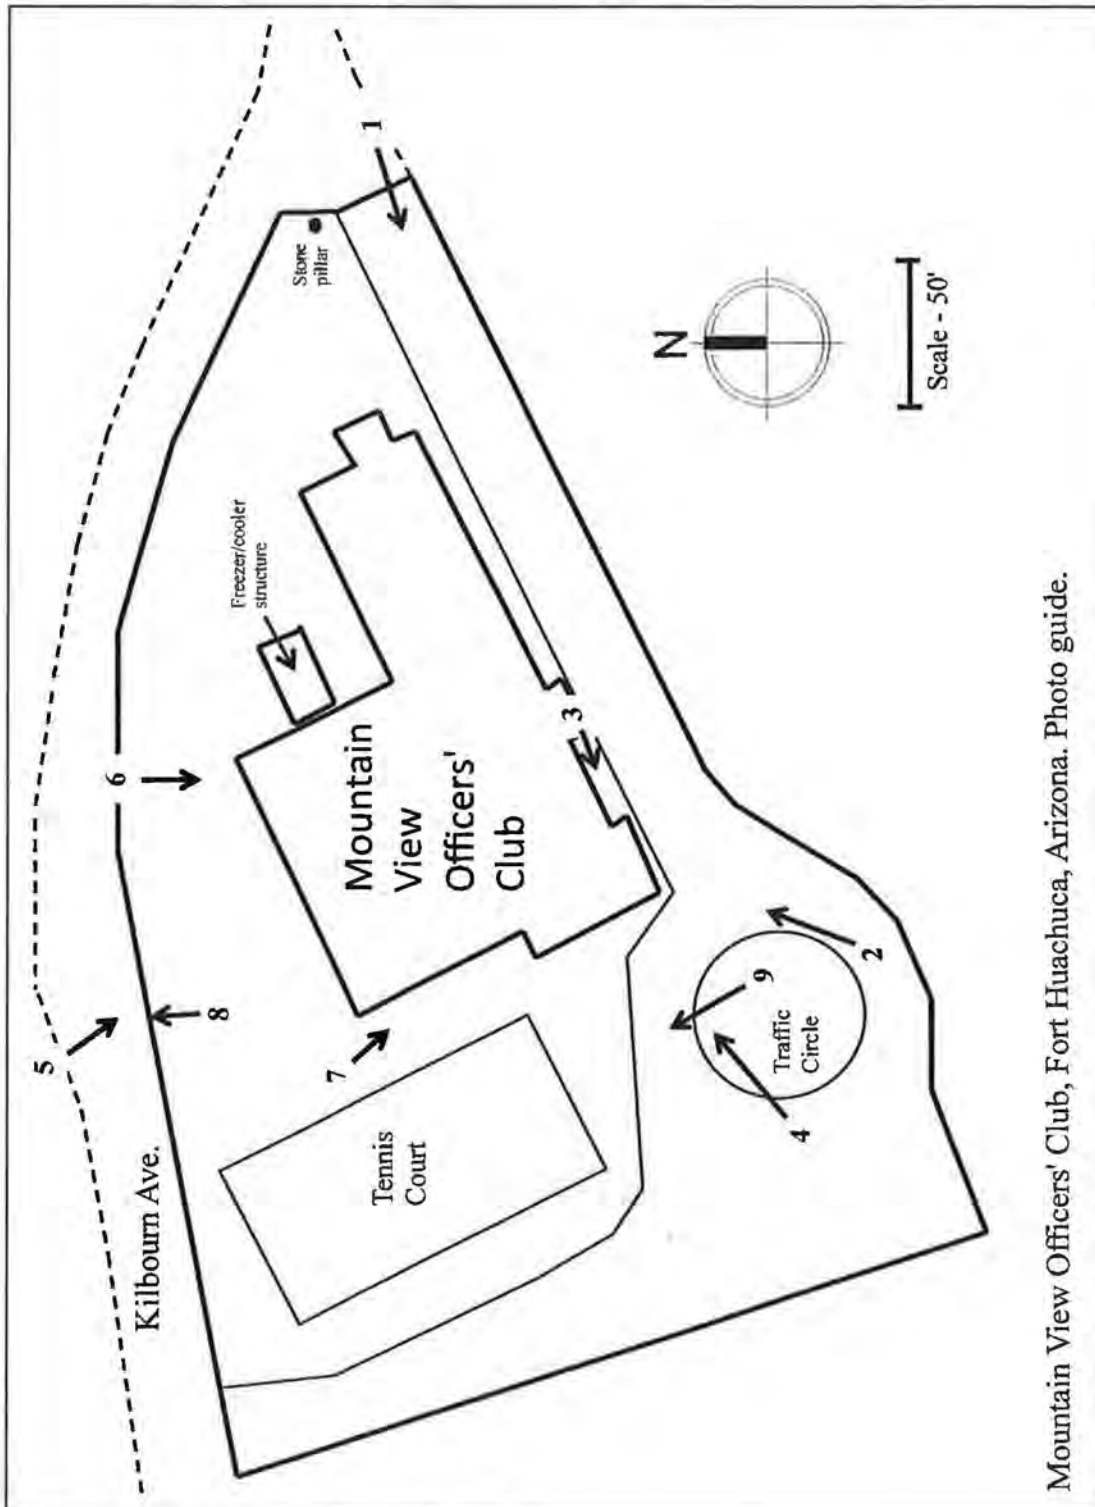 Kilbourn Ave.
5
8
6
1
Stone
pillar
Freezer/cooler
structure
Mountain
View
Officers'
Club
7
Tennis
Court
3
9
Traffic
Circle
4
2
N
Scale - 50'
Mountain View Officers' Club, Fort Huachuca, Arizona. Photo guide.